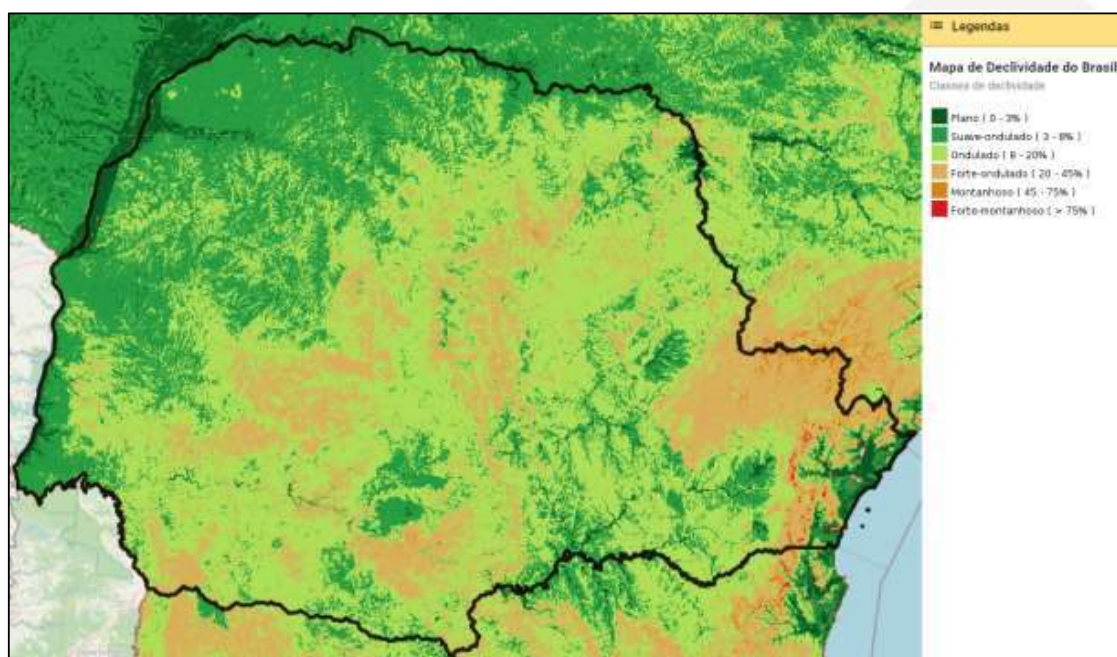 Legendas
Mapa de Declividade do Brasil
Classes de declividade
Plano ( 0 - 3% )
Suave-ondulado ( 3 - 8% )
Ondulado ( 8 - 20% )
Forte-ondulado ( 20 - 45% )
Montanhoso ( 45 - 75% )
Forte-montanhoso ( > 75% )